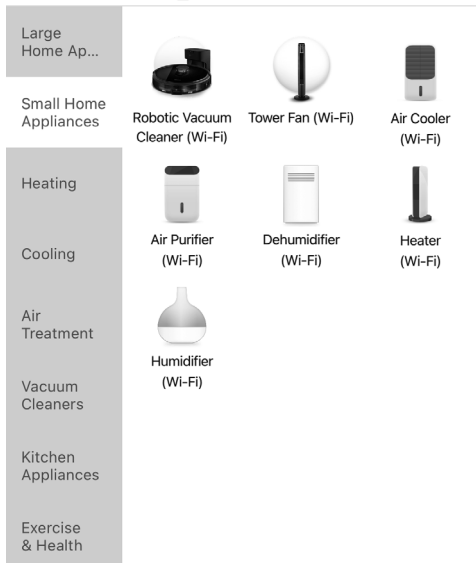 Large
Home Ap...
Small Home
Appliances
Heating
Cooling
Air
Treatment
Vacuum
Cleaners
Kitchen
Appliances
Exercise
& Health
Robotic Vacuum
Cleaner (Wi-Fi)
Tower Fan (Wi-Fi)
Air Cooler
(Wi-Fi)
Air Purifier
(Wi-Fi)
Dehumidifier
(Wi-Fi)
Heater
(Wi-Fi)
Humidifier
(Wi-Fi)